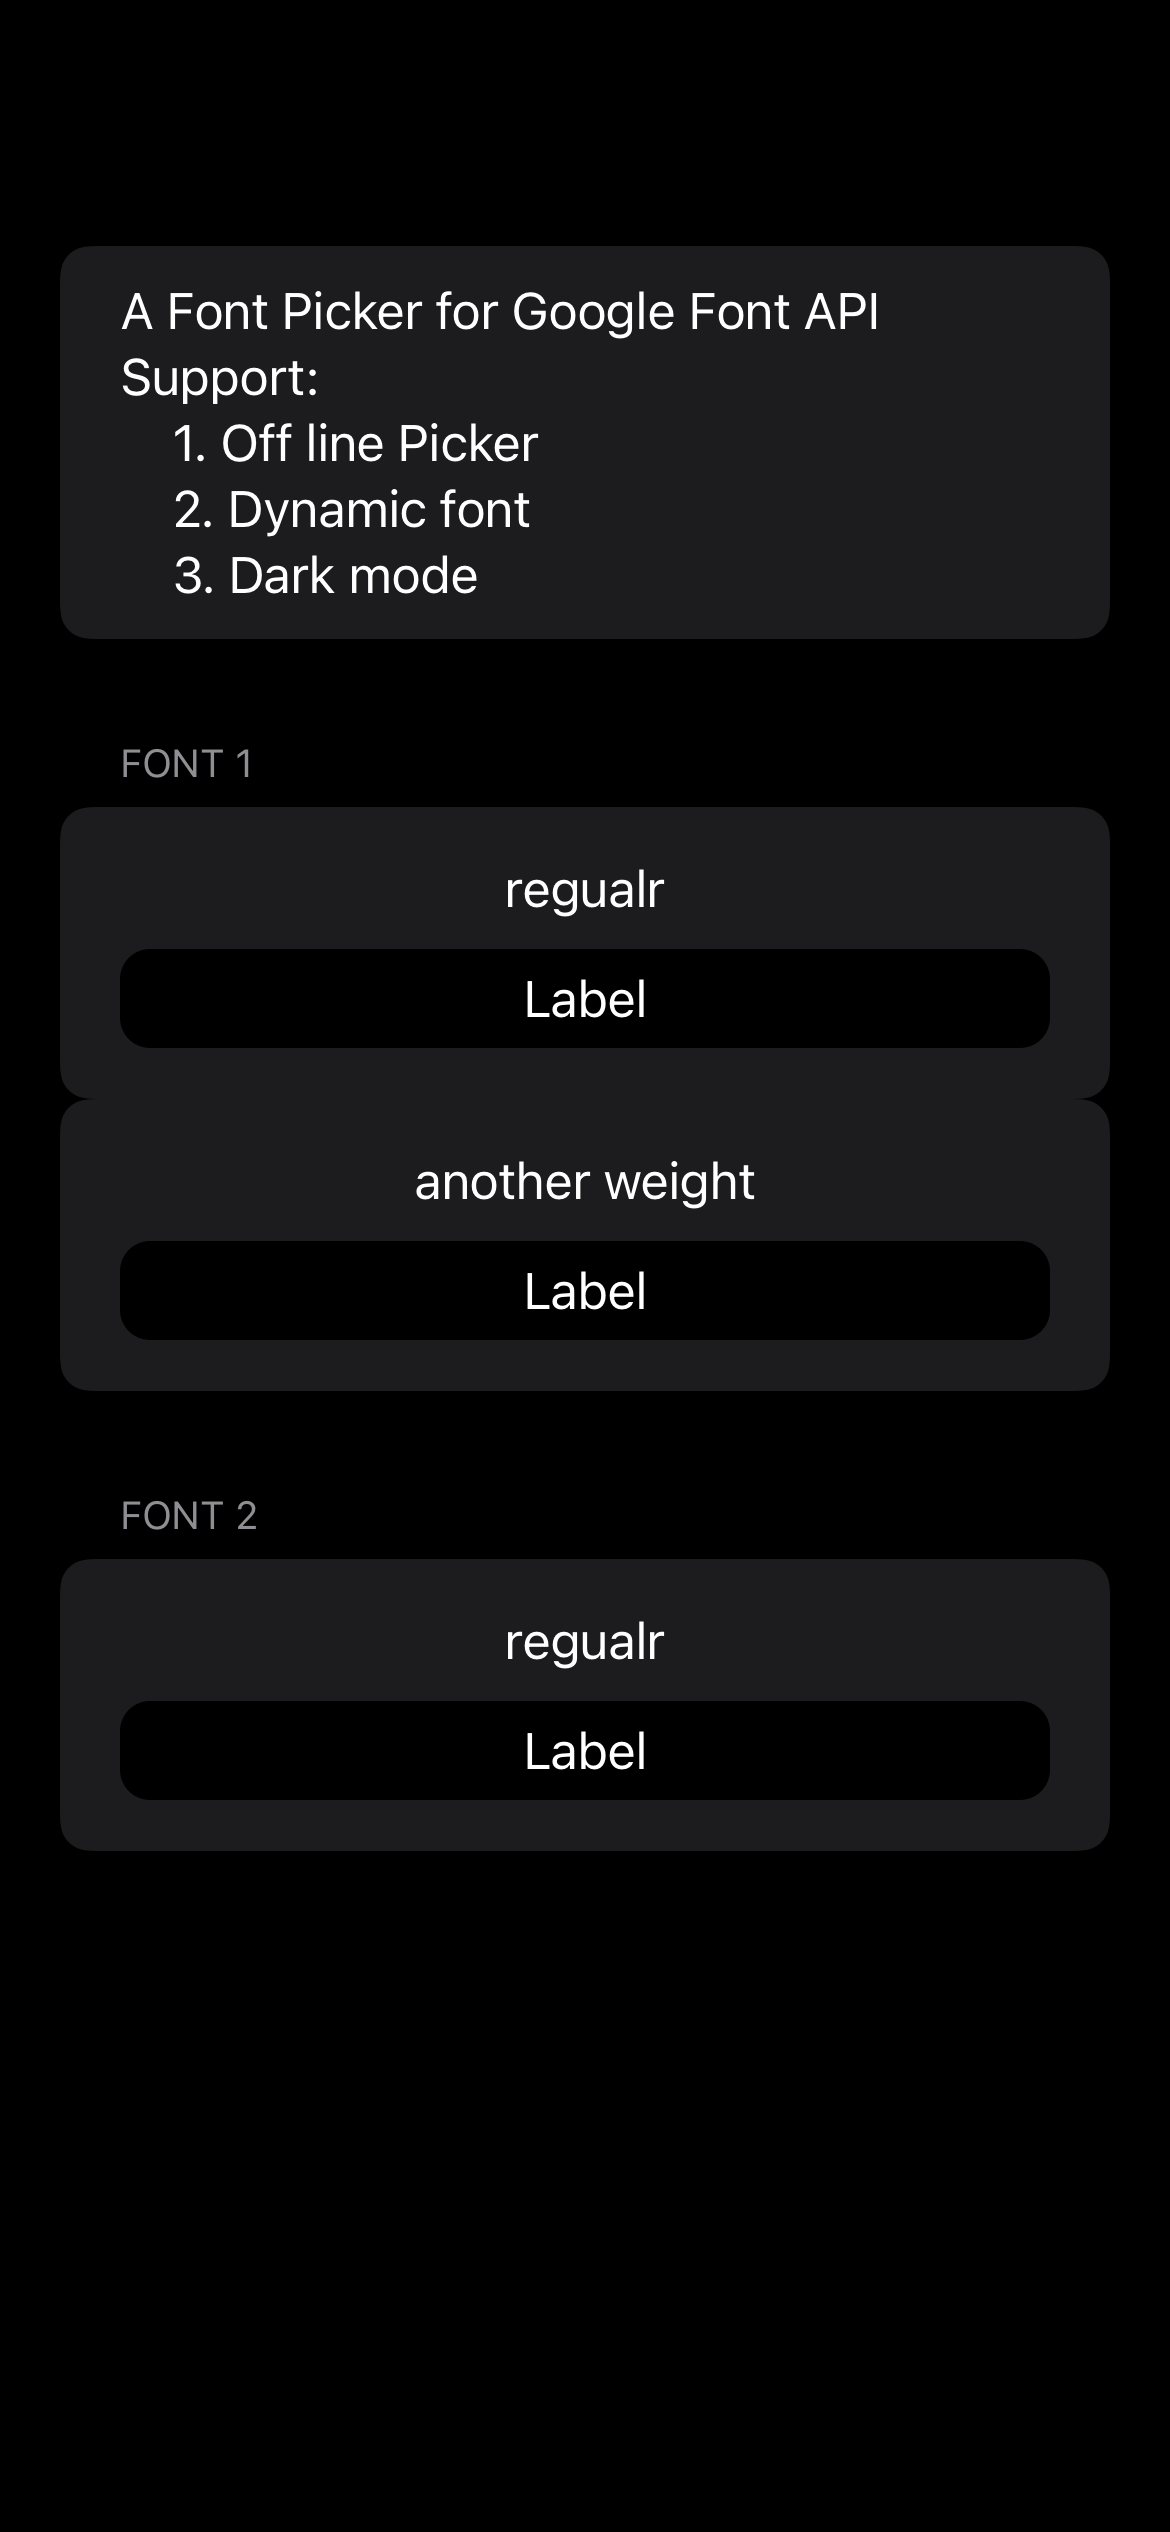 A Font Picker for Google Font API
Support:
1. Off line Picker
2. Dynamic font
3. Dark mode
FONT 1
regualr
Label
another weight
Label
FONT 2
regualr
Label